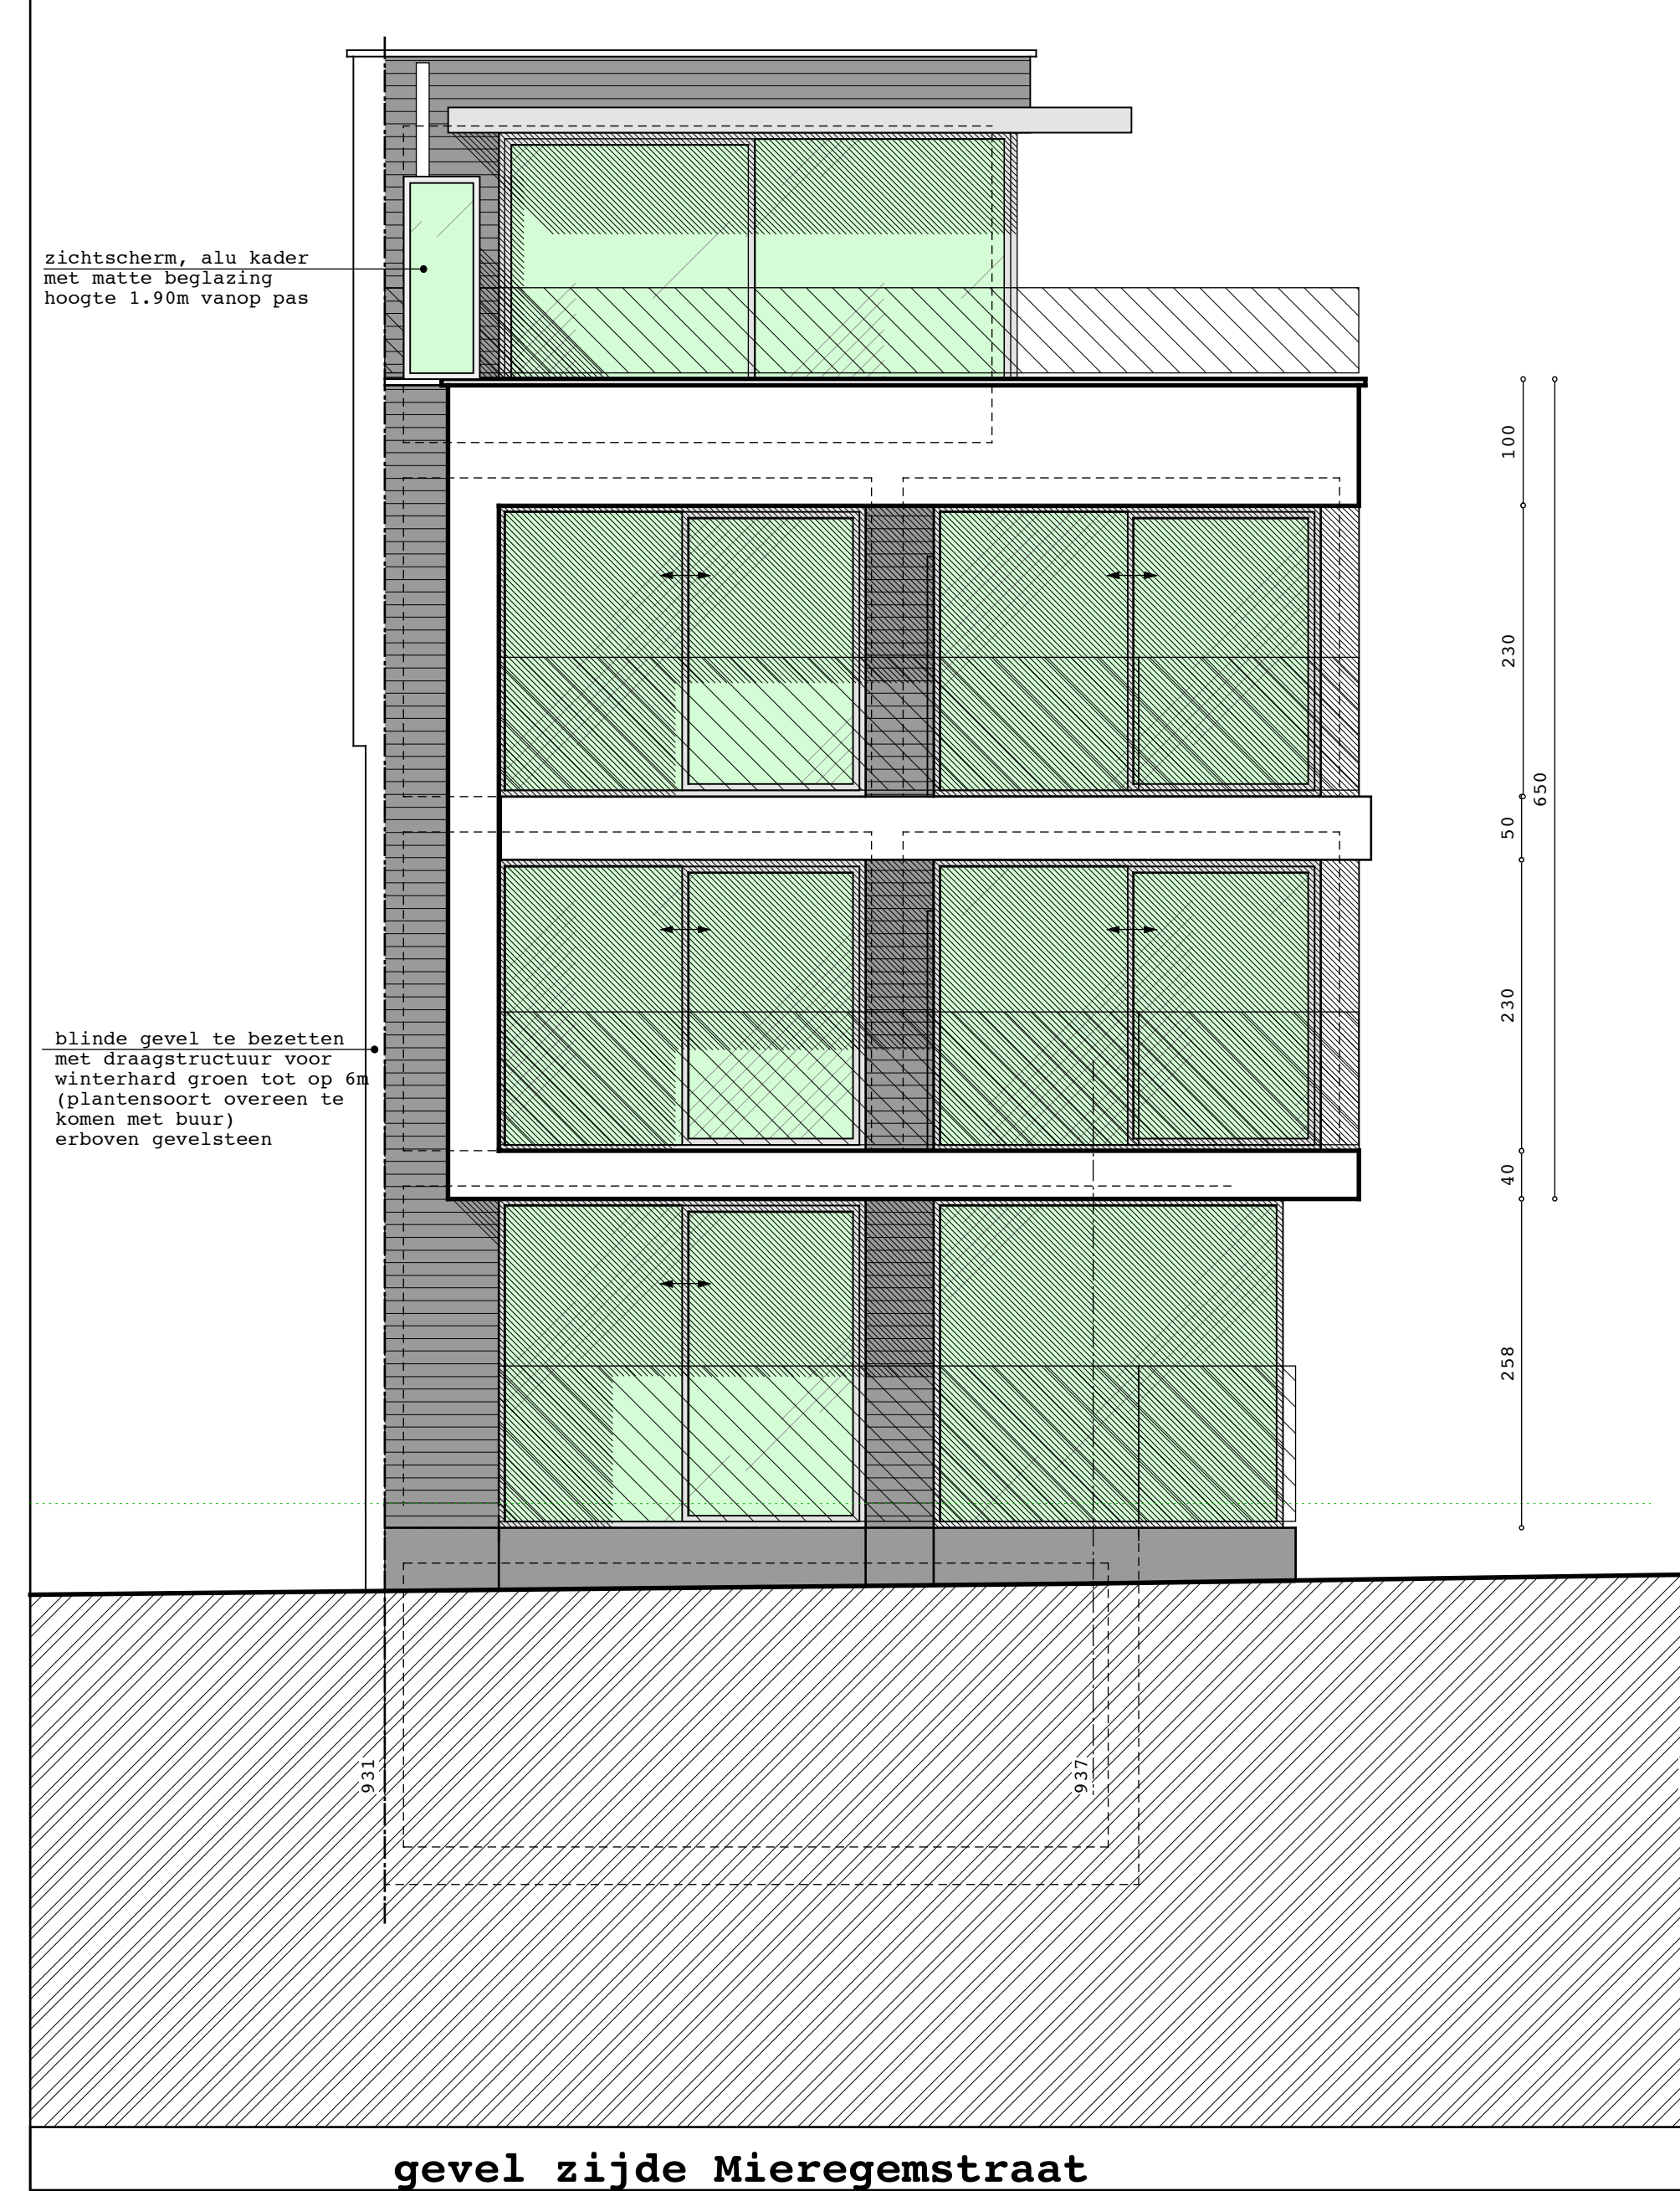 zichtscherm, alu kader
met matte beglazing
hoogte 1.90m vanop pas
100
230
650
50
blinde gevel te bezetten
met draagstructuur voor
winterhard groen tot op 6m
(plantensoort overeen te
komen met buur)
erboven gevelsteen
230
40
258
931
937
gevel zijde Mieregemstraat